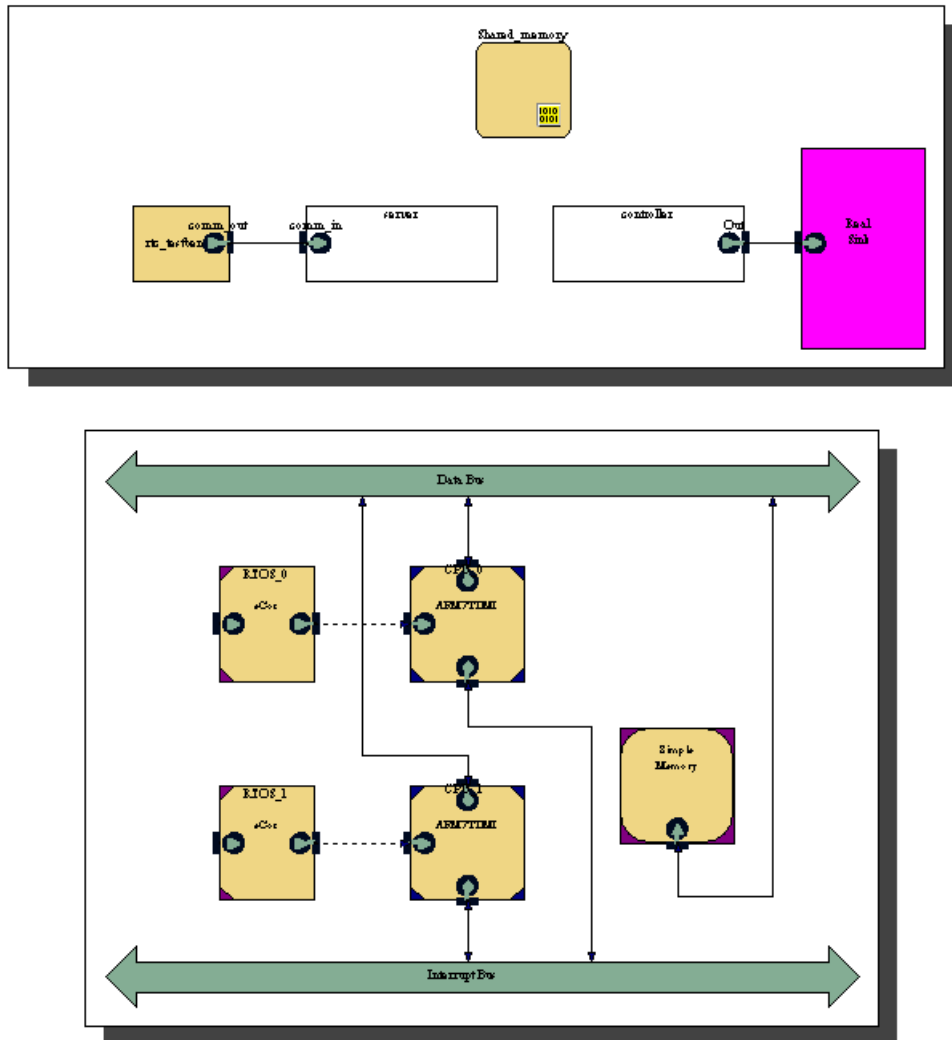 Shared_memory
1010
0101
comm_out
comm_in
server
controller
Out
Real
Sink
Data Bus
RTOS_0
eCos
CPU_0
ARM7TDMI
Simple
Memory
RTOS_1
eCos
CPU_1
ARM7TDMI
Interrupt Bus